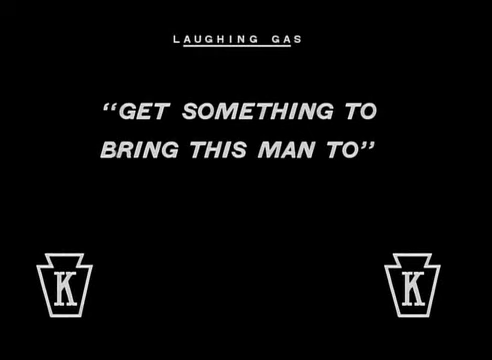 LAUGHING GAS
“GET SOMETHING TO
BRING THIS MAN TO”
K K